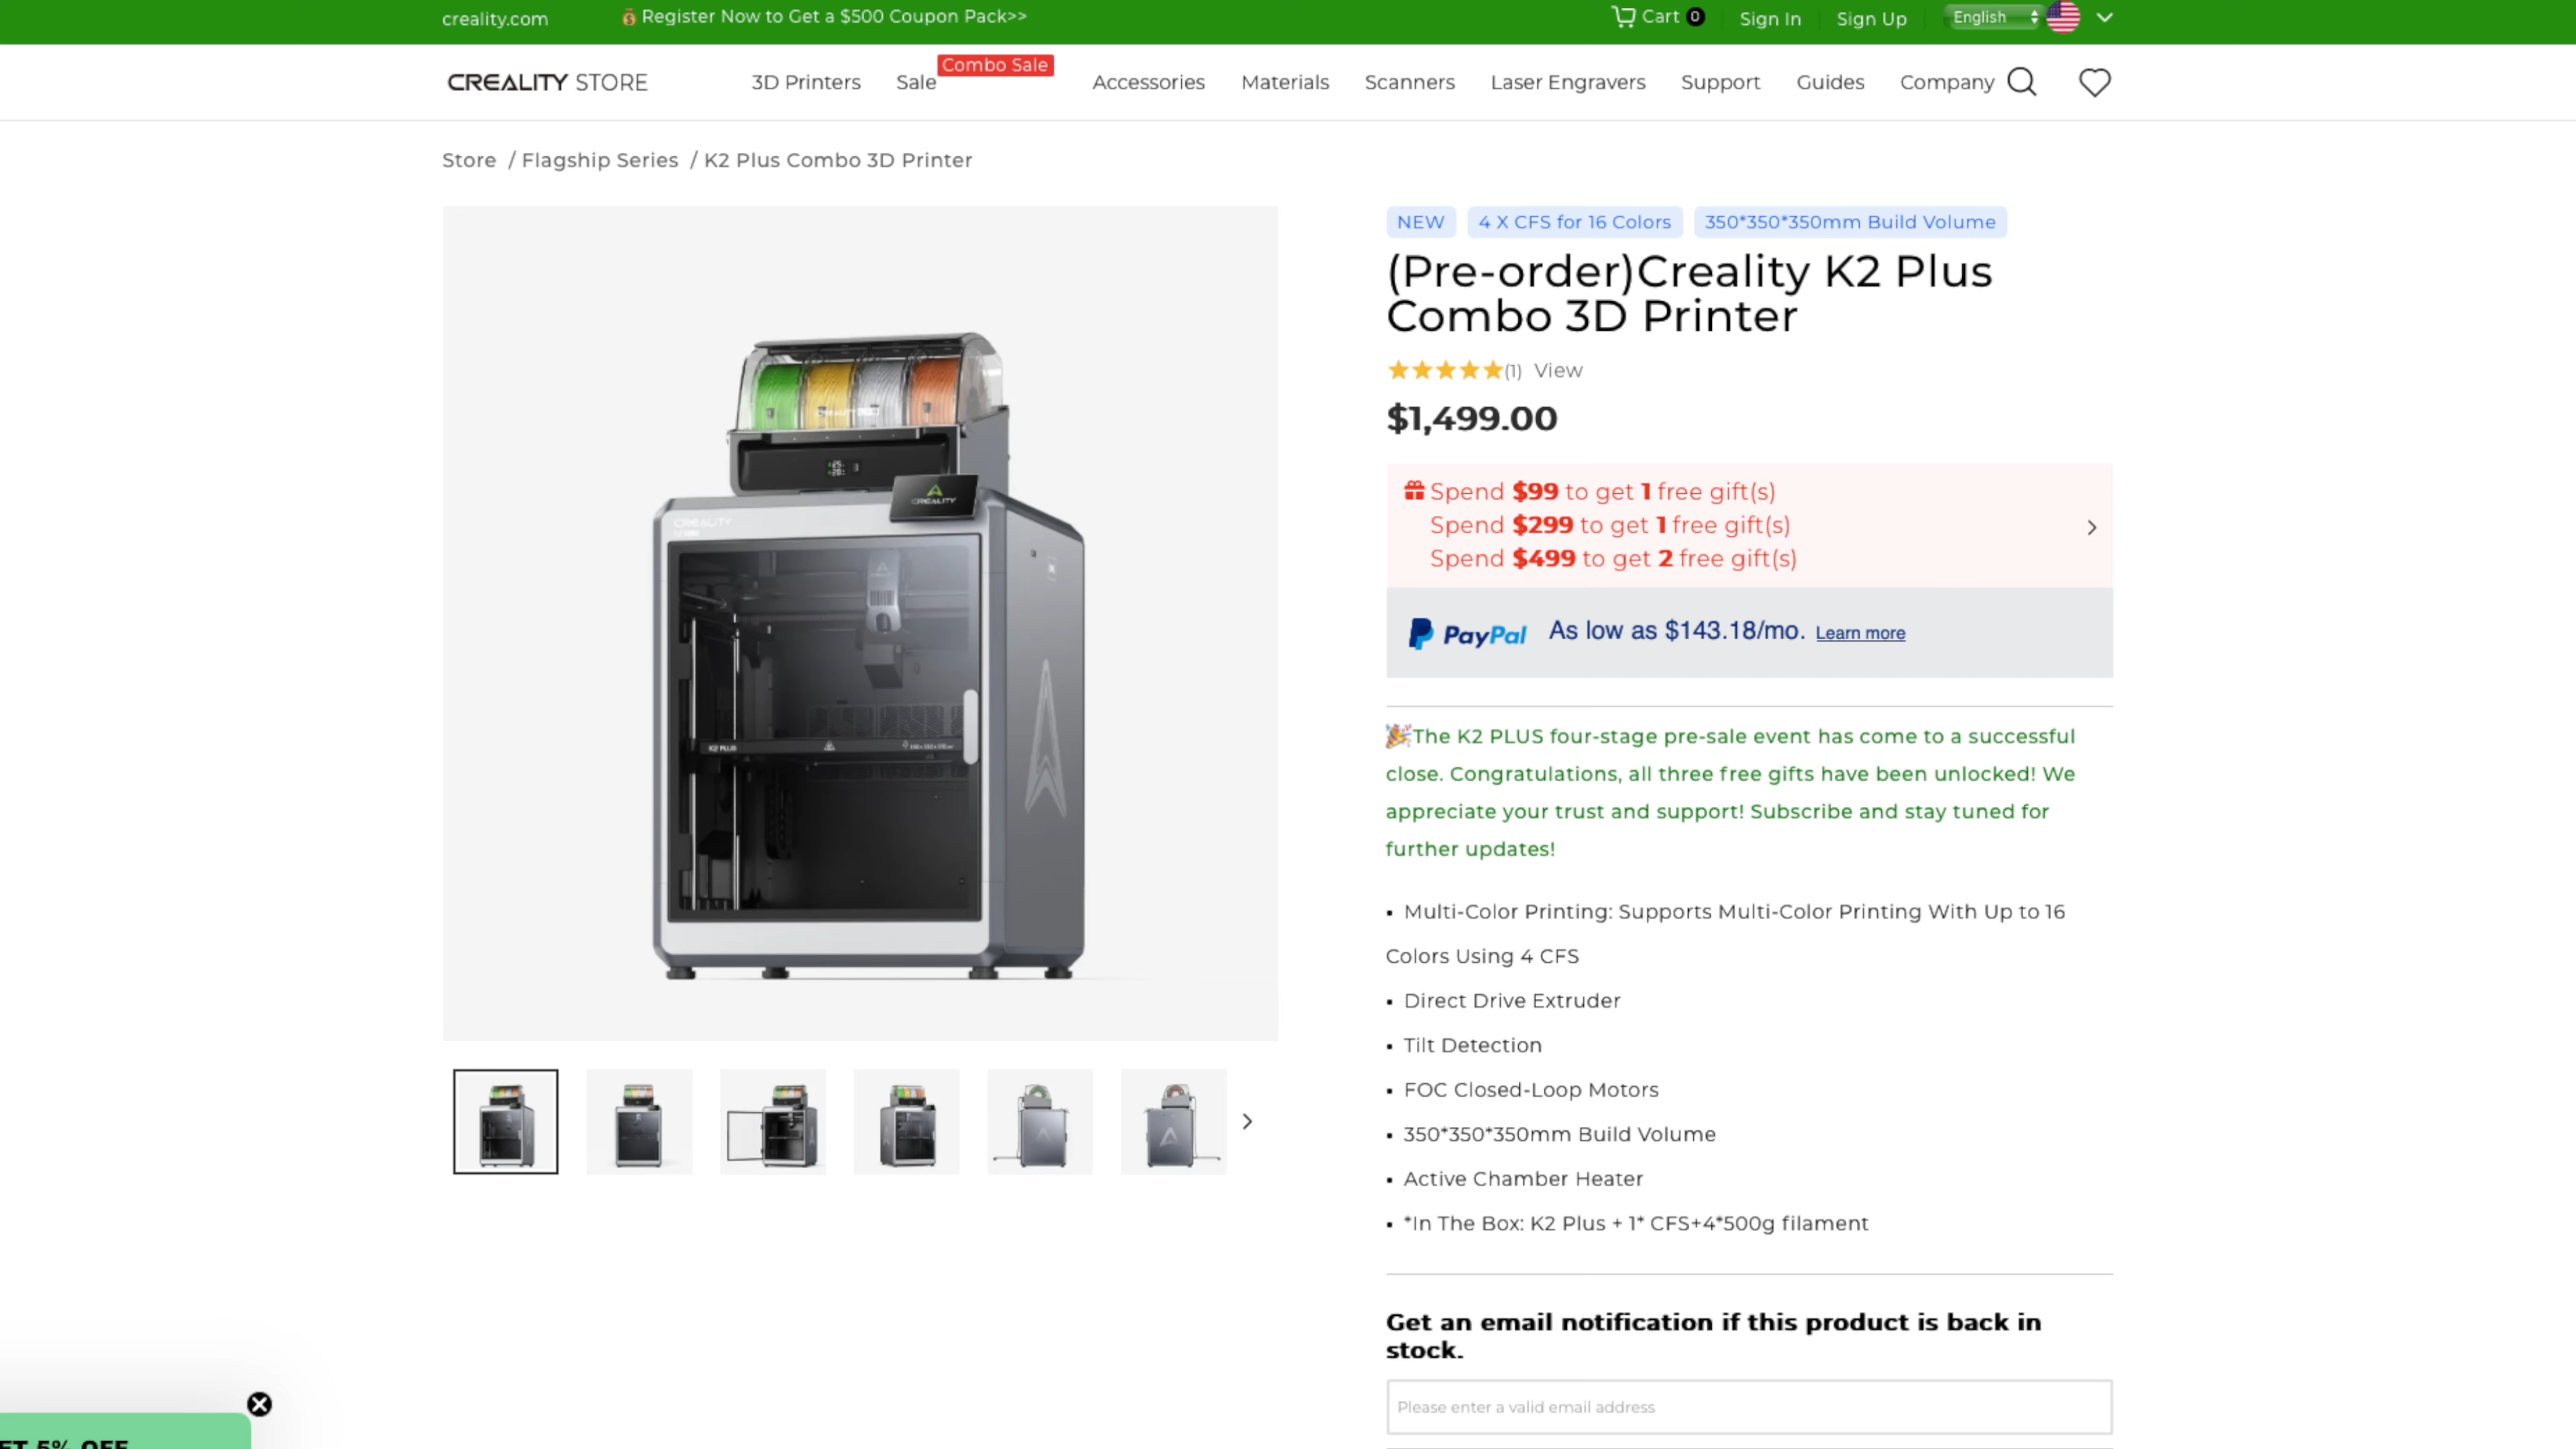 creality.com
Register Now to Get a $500 Coupon Pack>>
Cart 0
Sign In
Sign Up
English
CREALITY STORE
3D Printers
Sale
Combo Sale
Accessories
Materials
Scanners
Laser Engravers
Support
Guides
Company
Store / Flagship Series / K2 Plus Combo 3D Printer
CREALITY
CREALITY
K2 PLUS
NEW
4 X CFS for 16 Colors
350*350*350mm Build Volume
(Pre-order)Creality K2 Plus
Combo 3D Printer
(1) View
$1,499.00
Spend $99 to get 1 free gift(s)
Spend $299 to get 1 free gift(s)
Spend $499 to get 2 free gift(s)
PayPal As low as $143.18/mo. Learn more
The K2 PLUS four-stage pre-sale event has come to a successful
close. Congratulations, all three free gifts have been unlocked! We
appreciate your trust and support! Subscribe and stay tuned for
further updates!
▪ Multi-Color Printing: Supports Multi-Color Printing With Up to 16
Colors Using 4 CFS
▪ Direct Drive Extruder
▪ Tilt Detection
▪ FOC Closed-Loop Motors
▪ 350*350*350mm Build Volume
▪ Active Chamber Heater
▪ *In The Box: K2 Plus + 1* CFS+4*500g filament
Get an email notification if this product is back in
stock.
Please enter a valid email address
5% OFF